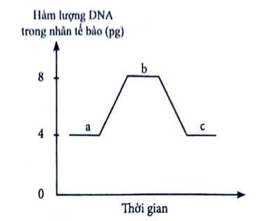 Hàm lượng DNA
trong nhân tế bào (pg)
8
b
4
a
c
0
Thời gian